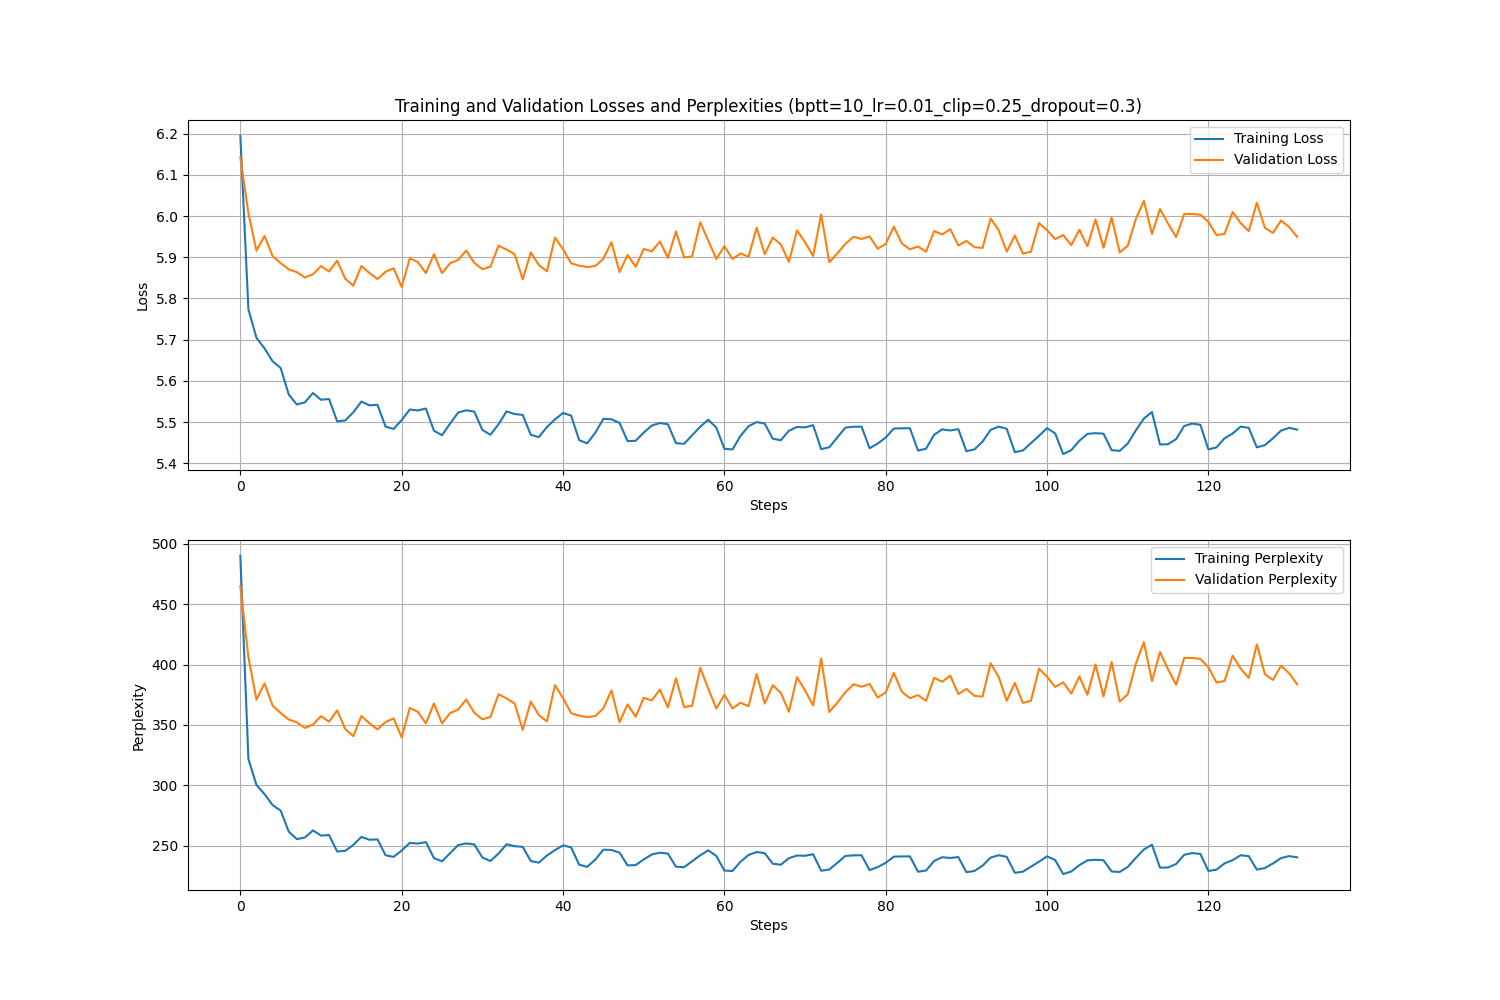 Training and Validation Losses and Perplexities (bptt=10_lr=0.01_clip=0.25_dropout=0.3)
6.2
6.1
6.0
5.9
5.8
5.7
5.6
5.5
5.4
Loss
Training Loss
Validation Loss
0 20 40 60 80 100 120
Steps
500
450
400
350
300
250
Perplexity
Training Perplexity
Validation Perplexity
0 20 40 60 80 100 120
Steps